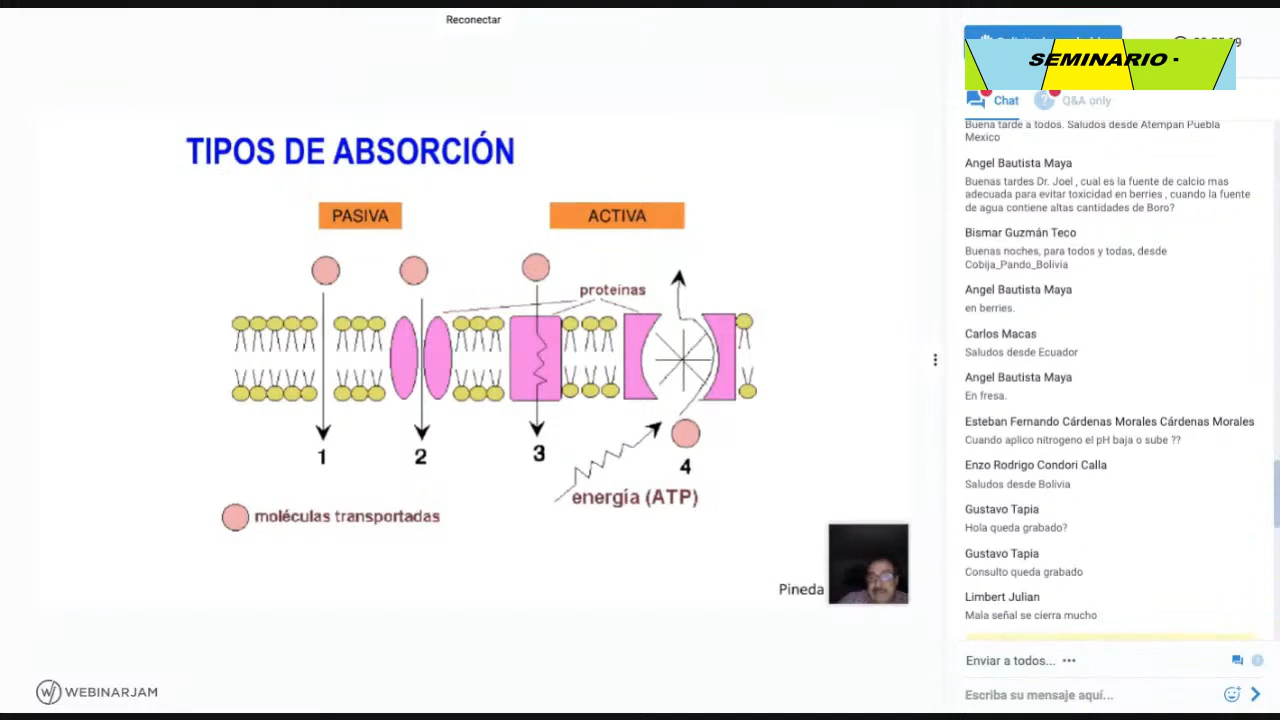 Reconectar
TIPOS DE ABSORCIÓN
PASIVA
ACTIVA
proteinas
1
2
3
4
energía (ATP)
moléculas transportadas
Pineda
WEBINARJAM
SEMINARIO -
Chat
Q&A only
Buena tarde a todos. Saludos desde Atempan Puebla
Mexico
Angel Bautista Maya
Buenas tardes Dr. Joel , cual es la fuente de calcio mas
adecuada para evitar toxicidad en berries , cuando la fuente
de agua contiene altas cantidades de Boro?
Bismar Guzmán Teco
Buenas noches, para todos y todas, desde
Cobija_Pando_Bolivia
Angel Bautista Maya
en berries.
Carlos Macas
Saludos desde Ecuador
Angel Bautista Maya
En fresa.
Esteban Fernando Cárdenas Morales Cárdenas Morales
Cuando aplico nitrogeno el pH baja o sube ??
Enzo Rodrigo Condori Calla
Saludos desde Bolivia
Gustavo Tapia
Hola queda grabado?
Gustavo Tapia
Consulto queda grabado
Limbert Julian
Mala señal se cierra mucho
Enviar a todos...
Escriba su mensaje aquí...